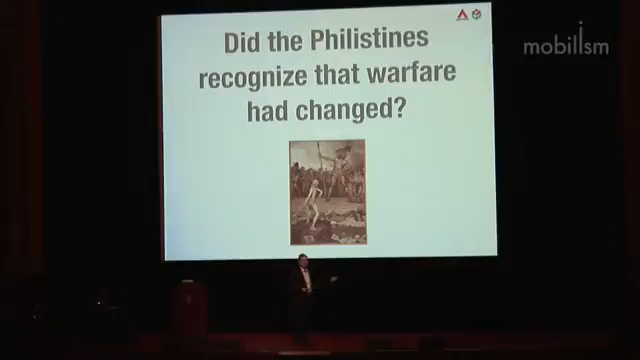 Did the Philistines
recognize that warfare
had changed?
mobilism